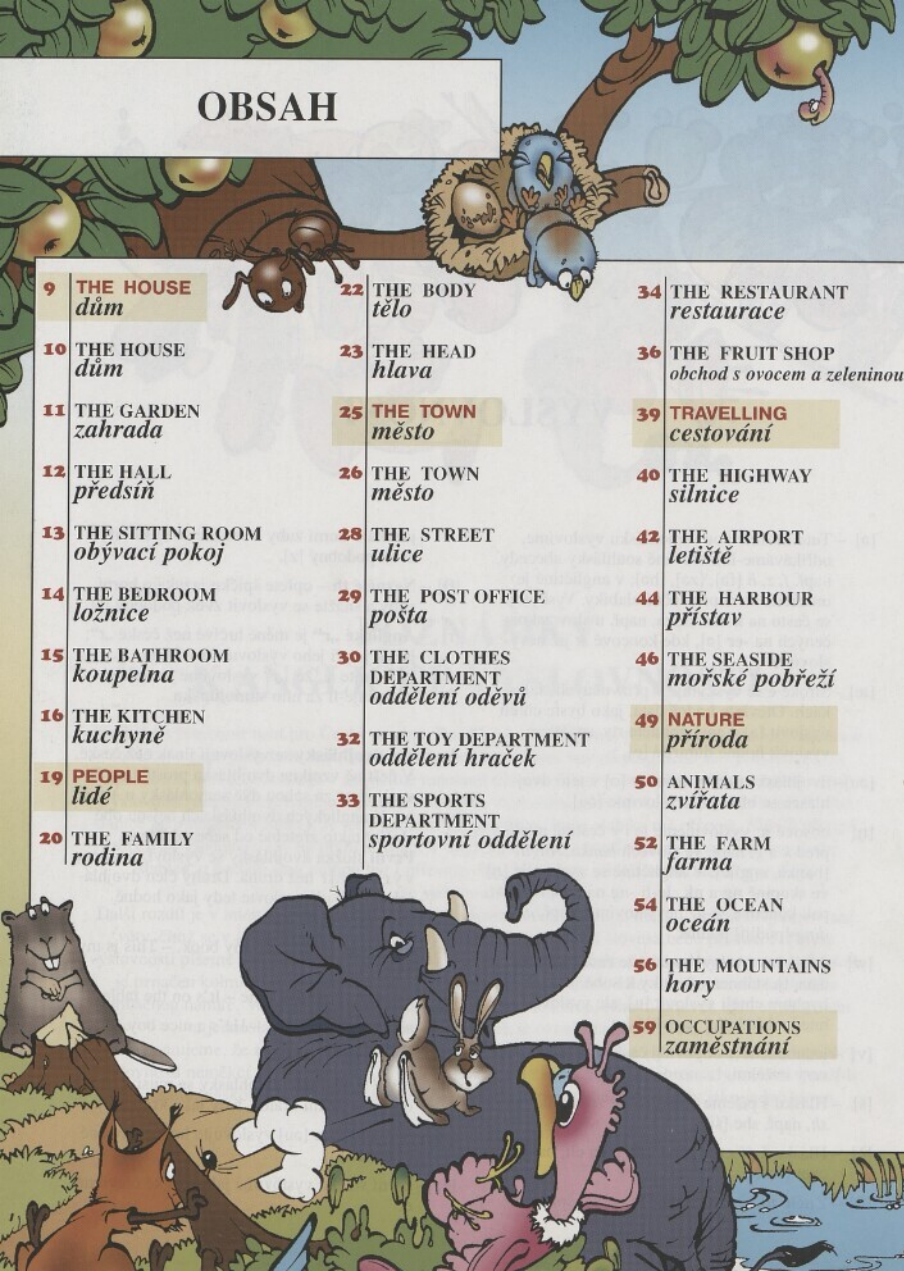 OBSAH
9 THE HOUSE
dům
10 THE HOUSE
dům
11 THE GARDEN
zahrada
12 THE HALL
předsíň
13 THE SITTING ROOM
obývací pokoj
14 THE BEDROOM
ložnice
15 THE BATHROOM
koupelna
16 THE KITCHEN
kuchyně
19 PEOPLE
lidé
20 THE FAMILY
rodina
22 THE BODY
tělo
23 THE HEAD
hlava
25 THE TOWN
město
26 THE TOWN
město
28 THE STREET
ulice
29 THE POST OFFICE
pošta
30 THE CLOTHES
DEPARTMENT
oddělení oděvů
32 THE TOY DEPARTMENT
oddělení hraček
33 THE SPORTS
DEPARTMENT
sportovní oddělení
34 THE RESTAURANT
restaurace
36 THE FRUIT SHOP
obchod s ovocem a zeleninou
39 TRAVELLING
cestování
40 THE HIGHWAY
silnice
42 THE AIRPORT
letiště
44 THE HARBOUR
přístav
46 THE SEASIDE
mořské pobřeží
49 NATURE
příroda
50 ANIMALS
zvířata
52 THE FARM
farma
54 THE OCEAN
oceán
56 THE MOUNTAINS
hory
59 OCCUPATIONS
zaměstnání